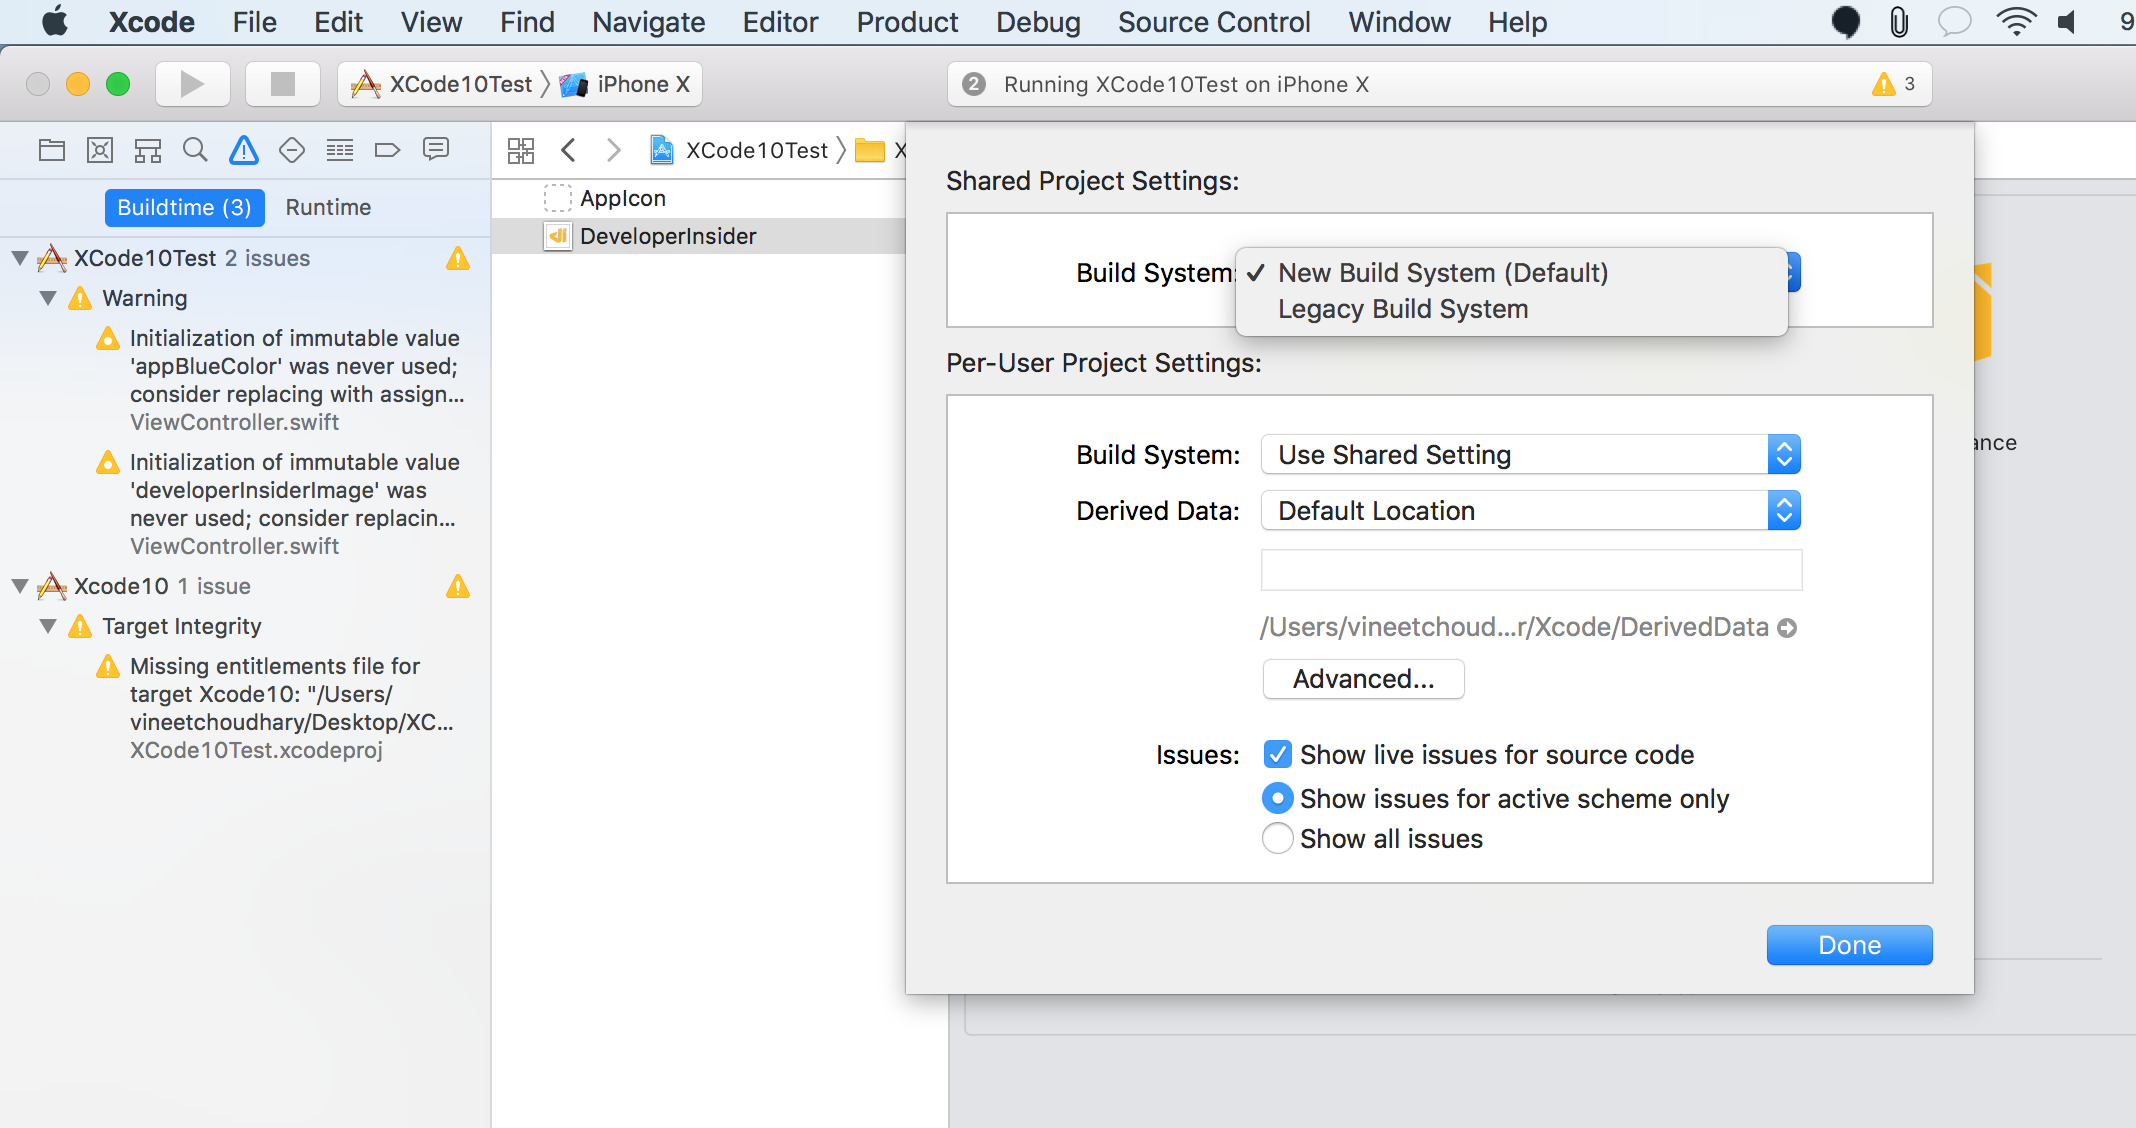 Xcode File Edit View Find Navigate Editor Product Debug Source Control Window Help 9
XCode10Test iPhone X
2 Running XCode10Test on iPhone X 3
XCode10Test X
Buildtime (3) Runtime
XCode10Test 2 issues
Warning
Initialization of immutable value
'appBlueColor' was never used;
consider replacing with assign...
ViewController.swift
Initialization of immutable value
'developerInsiderImage' was
never used; consider replacin...
ViewController.swift
Xcode10 1 issue
Target Integrity
Missing entitlements file for
target Xcode10: "/Users/
vineetchoudhary/Desktop/XC...
XCode10Test.xcodeproj
AppIcon
DeveloperInsider
Shared Project Settings:
Build System:
✓ New Build System (Default)
Legacy Build System
Per-User Project Settings:
Build System: Use Shared Setting
Derived Data: Default Location
/Users/vineetchoud...r/Xcode/DerivedData
Advanced...
Issues: Show live issues for source code
Show issues for active scheme only
Show all issues
Done